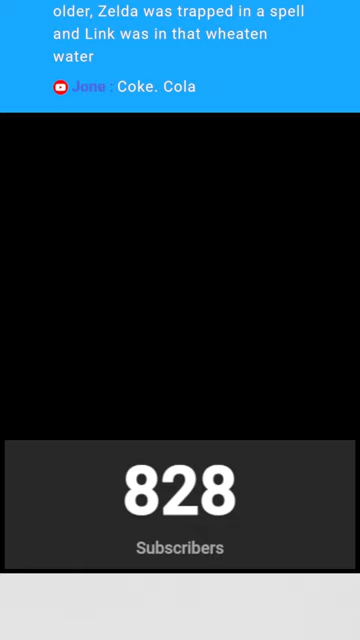 older, Zelda was trapped in a spell
and Link was in that wheaten
water
Jone : Coke. Cola
828
Subscribers